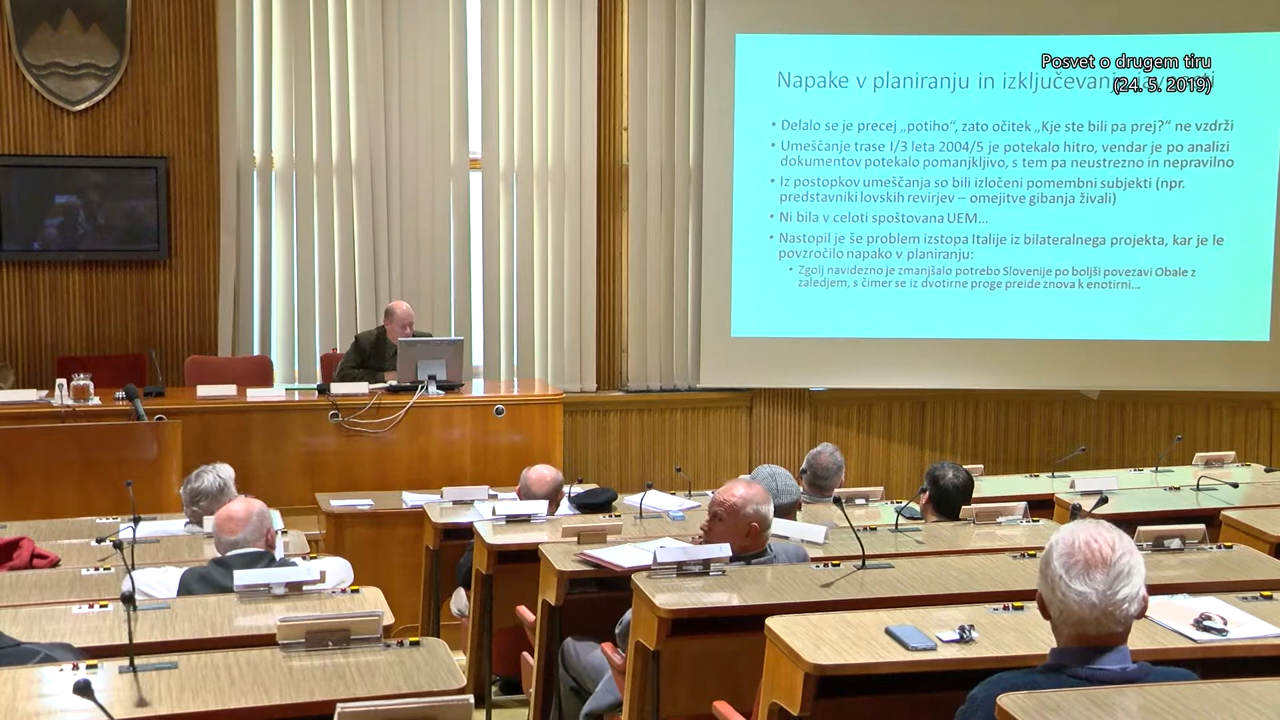 Posvet o drugem tiru
(24. 5. 2019)
Napake v planiranju in
• Delalo se je precej „potiho“, zato očitek „Kje ste bili pa prej?“ ne vzdrži
• Umeščanje trase I/3 leta 2004/5 je potekalo hitro, vendar je po analizi
dokumentov potekalo pomanjkljivo, s tem pa neustrezno in nepravilno
• Iz postopkov umeščanja so bili izločeni pomembni subjekti (npr.
predstavniki lovskih revirjev – omejitve gibanja živali)
• Ni bila v celoti spoštovana UEM...
• Nastopil je še problem izstopa Italije iz bilateralnega projekta, kar je le
povzročilo napako v planiranju:
• Zgolj navidezno je zmanjšalo potrebo Slovenije po boljši povezavi Obale z
zaledjem, s čimer se iz dvotirne proge preide znova k enotirni...